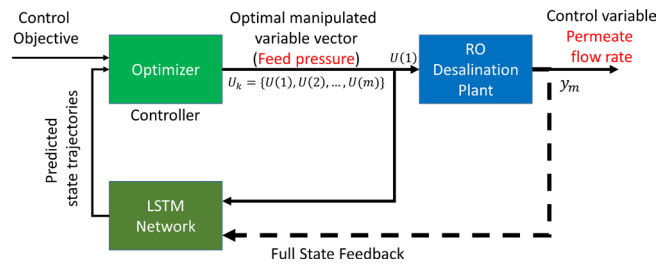 Control
Objective
Optimizer
Controller
Optimal manipulated
variable vector
(Feed pressure)
U_k = {U(1), U(2), ..., U(m)}
U(1)
RO
Desalination
Plant
Control variable
Permeate
flow rate
y_m
Predicted
state trajectories
LSTM
Network
Full State Feedback